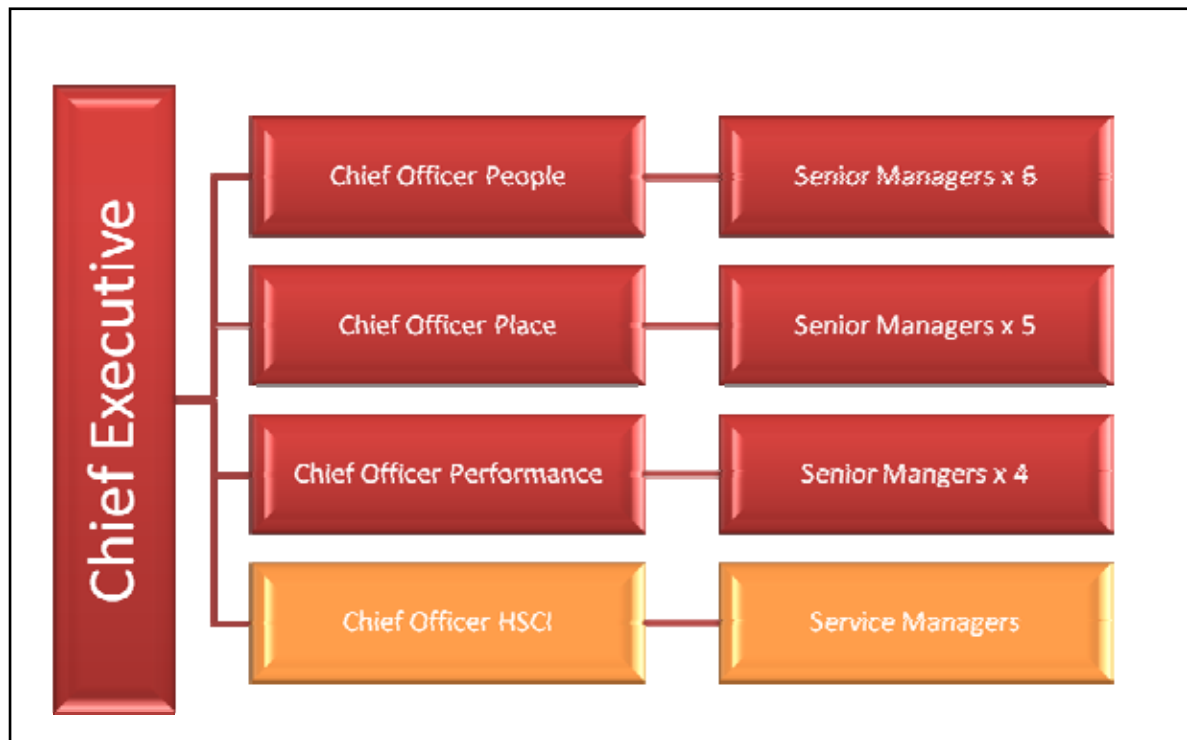 Chief Executive
Chief Officer People
Senior Managers x 6
Chief Officer Place
Senior Managers x 5
Chief Officer Performance
Senior Mangers x 4
Chief Officer HSCI
Service Managers